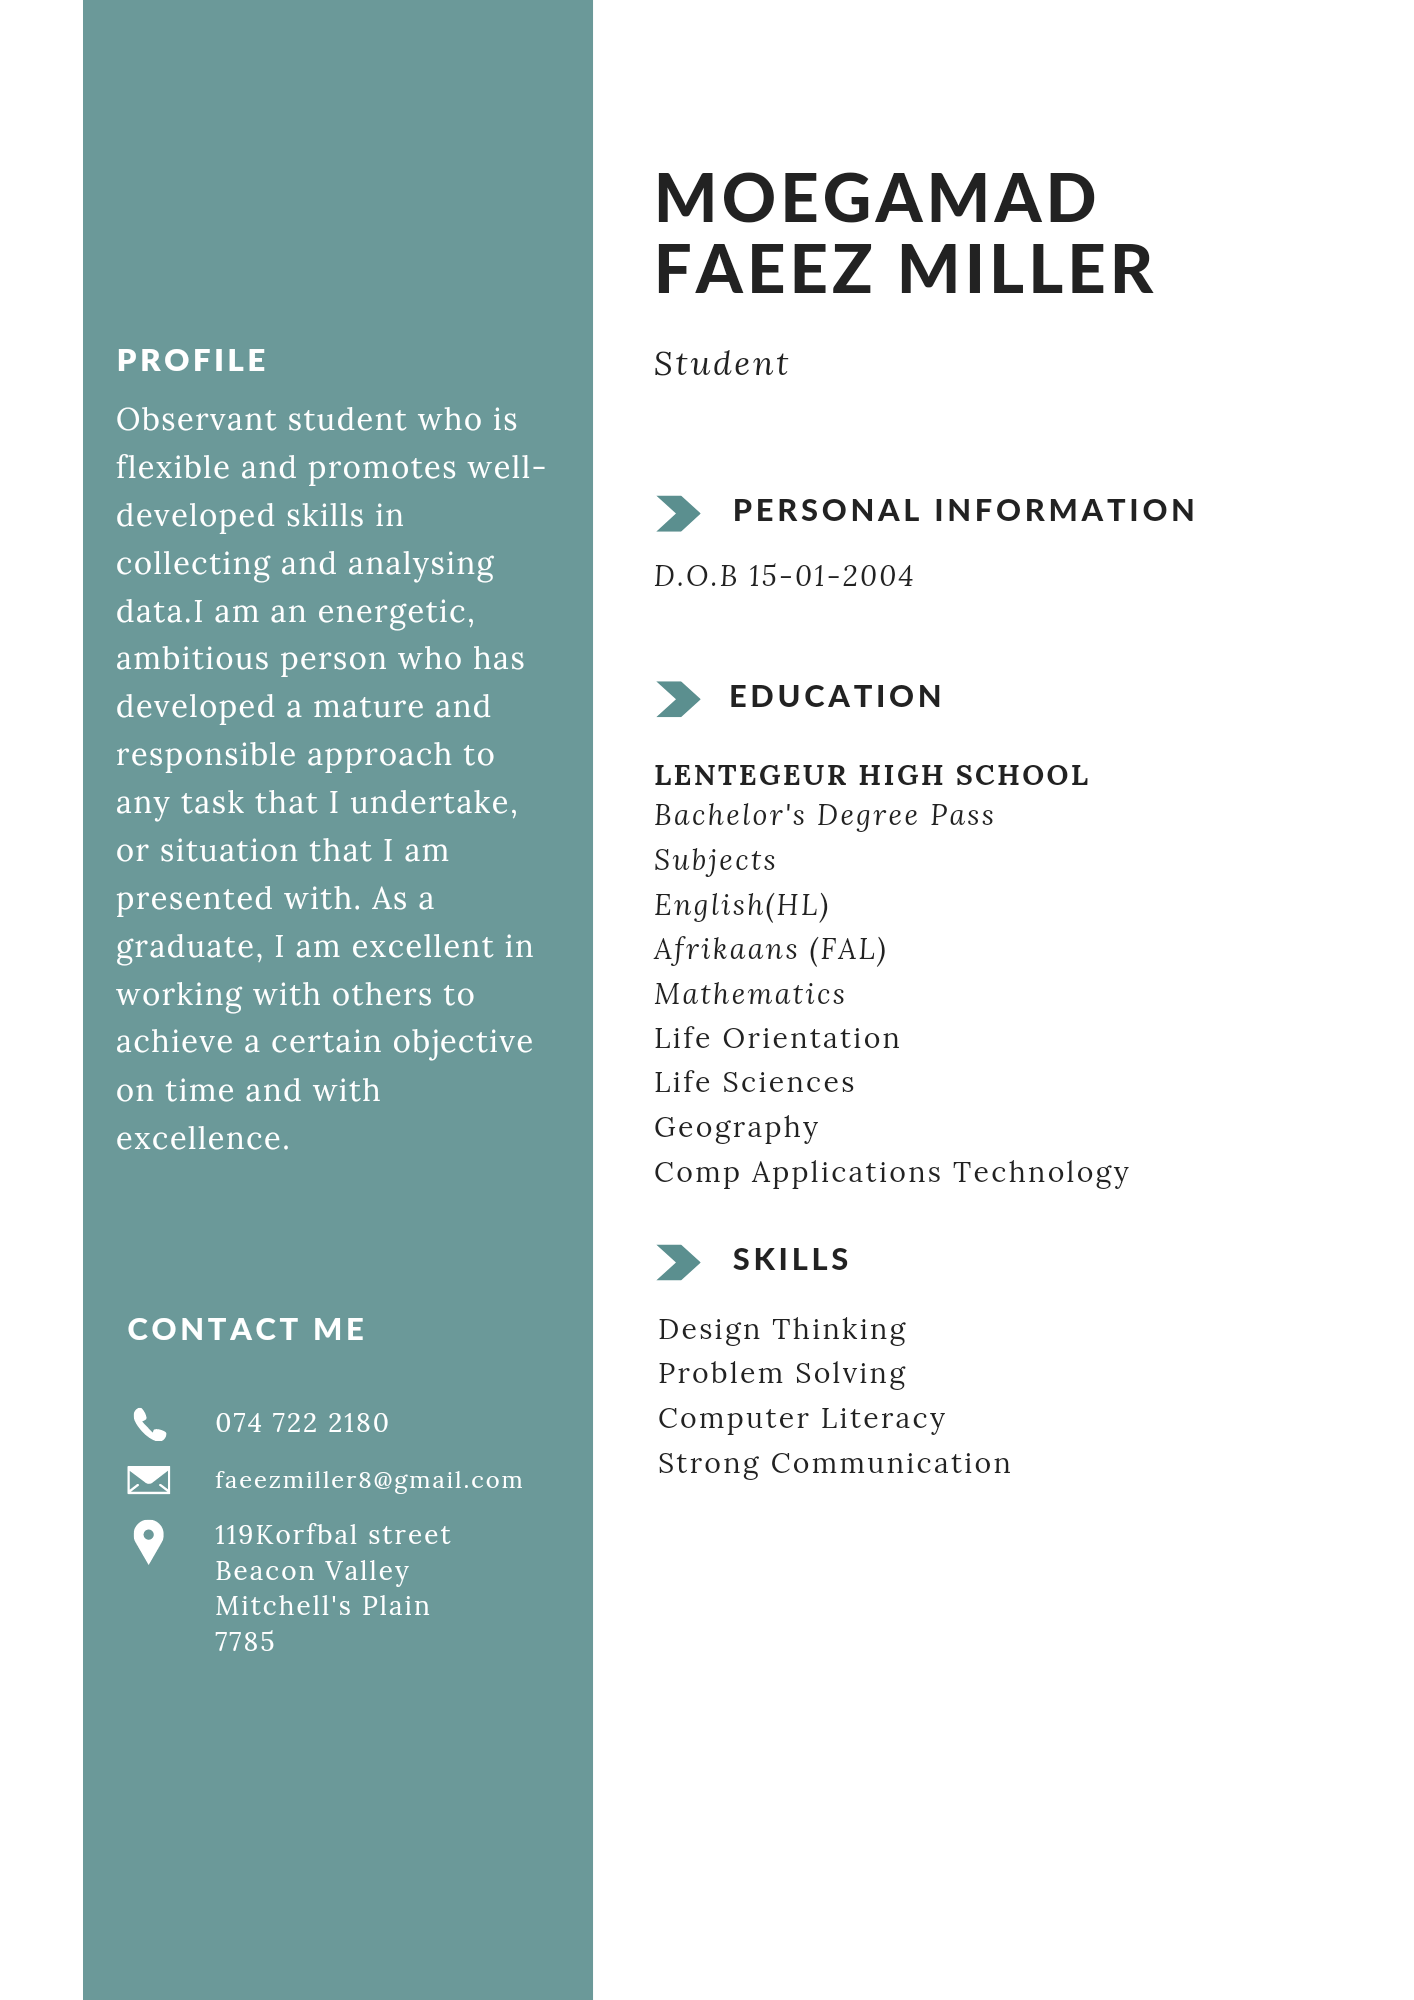 MOEGAMAD
FAEEZ MILLER
Student
PROFILE
Observant student who is
flexible and promotes well-
developed skills in
collecting and analysing
data.I am an energetic,
ambitious person who has
developed a mature and
responsible approach to
any task that I undertake,
or situation that I am
presented with. As a
graduate, I am excellent in
working with others to
achieve a certain objective
on time and with
excellence.
CONTACT ME
074 722 2180
faeezmiller8@gmail.com
119Korfbal street
Beacon Valley
Mitchell's Plain
7785
PERSONAL INFORMATION
D.O.B 15-01-2004
EDUCATION
LENTEGEUR HIGH SCHOOL
Bachelor's Degree Pass
Subjects
English(HL)
Afrikaans (FAL)
Mathematics
Life Orientation
Life Sciences
Geography
Comp Applications Technology
SKILLS
Design Thinking
Problem Solving
Computer Literacy
Strong Communication